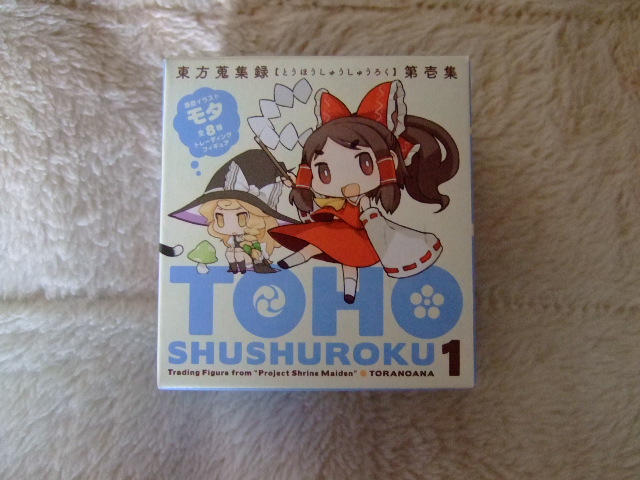 東方蒐集録【とうほうしゅうしゅうろく】第壱集
原型イラスト
モタ
全8種
トレーディング
フィギュア
TOHO
SHUSHUROKU 1
Trading Figure from "Project Shrine Maiden" ● TORANOANA